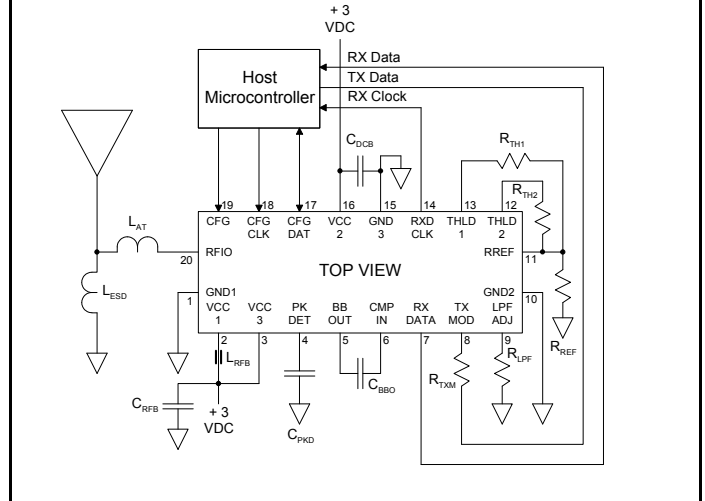 + 3
VDC
RX Data
TX Data
RX Clock
Host
Microcontroller
C_DCB
R_TH1
R_TH2
19 18 17 16 15 14 13 12
CFG CFG CLK CFG DAT VCC 2 GND 3 RXD CLK THLD 1 THLD 2
L_AT
20 RFIO
RREF 11
TOP VIEW
L_ESD
1 GND1
GND2 10
VCC 1 VCC 3 PK DET BB OUT CMP IN RX DATA TX MOD LPF ADJ
2 3 4 5 6 7 8 9
L_RFB
R_REF
R_LPF
R_TXM
C_BBO
C_RFB
+ 3
VDC
C_PKD